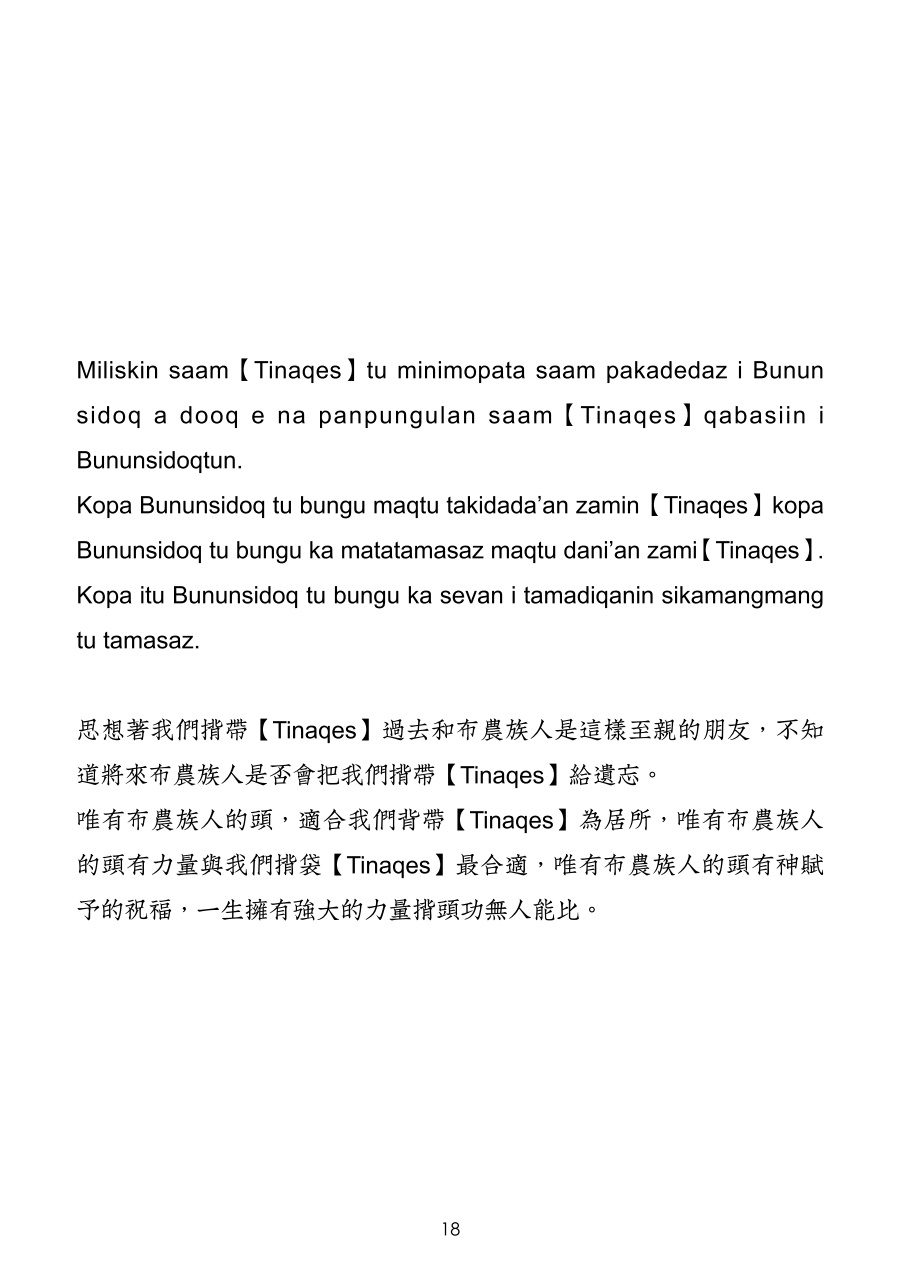 Miliskin saam【Tinaqes】tu minimopata saam pakadedaz i Bunun
sidoq a dooq e na panpungulan saam【Tinaqes】qabasiin i
Bununsidoqtun.
Kopa Bununsidoq tu bungu maqtu takidada’an zamin【Tinaqes】kopa
Bununsidoq tu bungu ka matatamasaz maqtu dani’an zami【Tinaqes】.
Kopa itu Bununsidoq tu bungu ka sevan i tamadiqanin sikamangmang
tu tamasaz.
思想著我們揹帶【Tinaqes】過去和布農族人是這樣至親的朋友，不知
道將來布農族人是否會把我們揹帶【Tinaqes】給遺忘。
唯有布農族人的頭，適合我們背帶【Tinaqes】為居所，唯有布農族人
的頭有力量與我們揹袋【Tinaqes】最合適，唯有布農族人的頭有神賦
予的祝福，一生擁有強大的力量揹頭功無人能比。
18